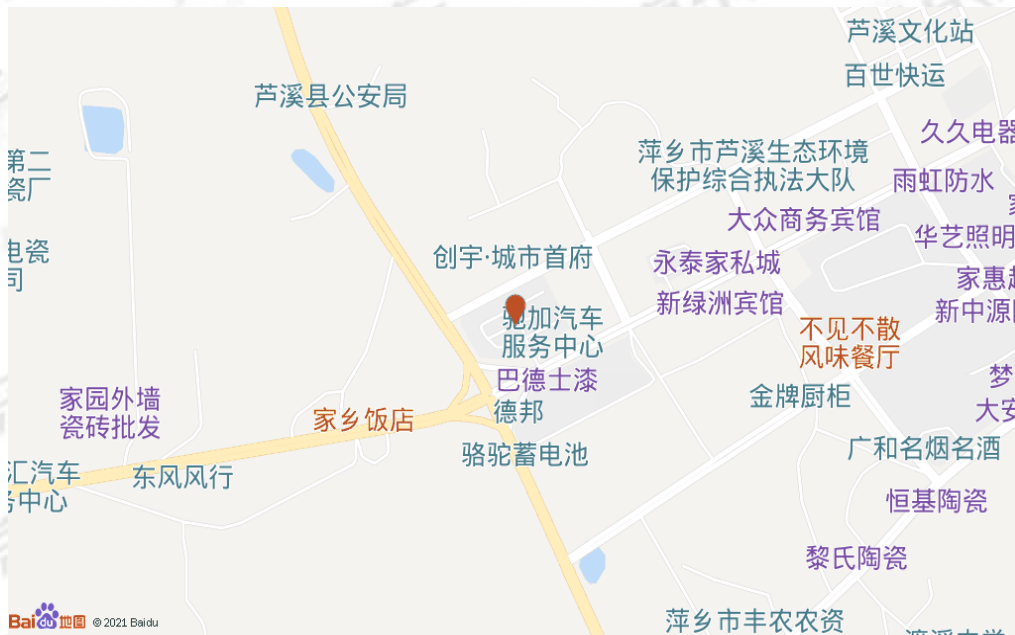 芦溪文化站
百世快运
芦溪县公安局
久久电器
萍乡市芦溪生态环境
保护综合执法大队
第二
瓷厂
雨虹防水
大众商务宾馆
华艺照明
电瓷
司
创宇·城市首府
永泰家私城
家惠超
新绿洲宾馆
新中源陶
驰加汽车
服务中心
不见不散
风味餐厅
巴德士漆
梦
家园外墙
瓷砖批发
金牌厨柜
大安
德邦
家乡饭店
广和名烟名酒
骆驼蓄电池
汇汽车
务中心
东风风行
恒基陶瓷
黎氏陶瓷
萍乡市丰农农资
Bai du 地图 © 2021 Baidu